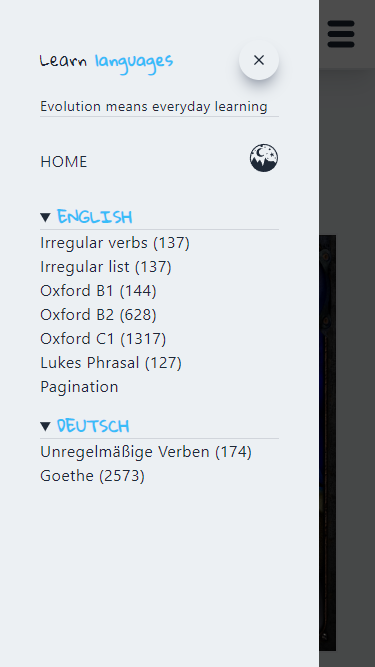 Learn languages
Evolution means everyday learning
HOME
ENGLISH
Irregular verbs (137)
Irregular list (137)
Oxford B1 (144)
Oxford B2 (628)
Oxford C1 (1317)
Lukes Phrasal (127)
Pagination
DEUTSCH
Unregelmäßige Verben (174)
Goethe (2573)